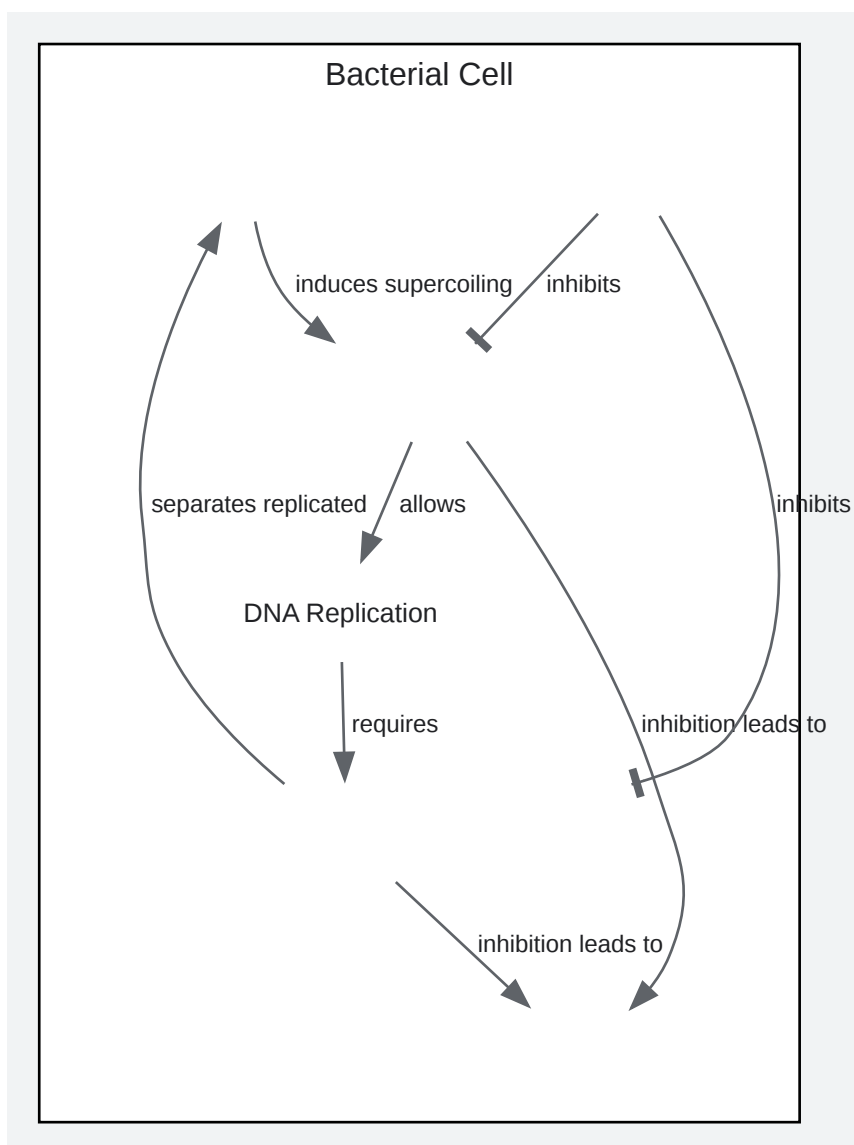 Bacterial Cell
induces supercoiling
inhibits
separates replicated
allows
inhibits
DNA Replication
requires
inhibition leads to
inhibition leads to